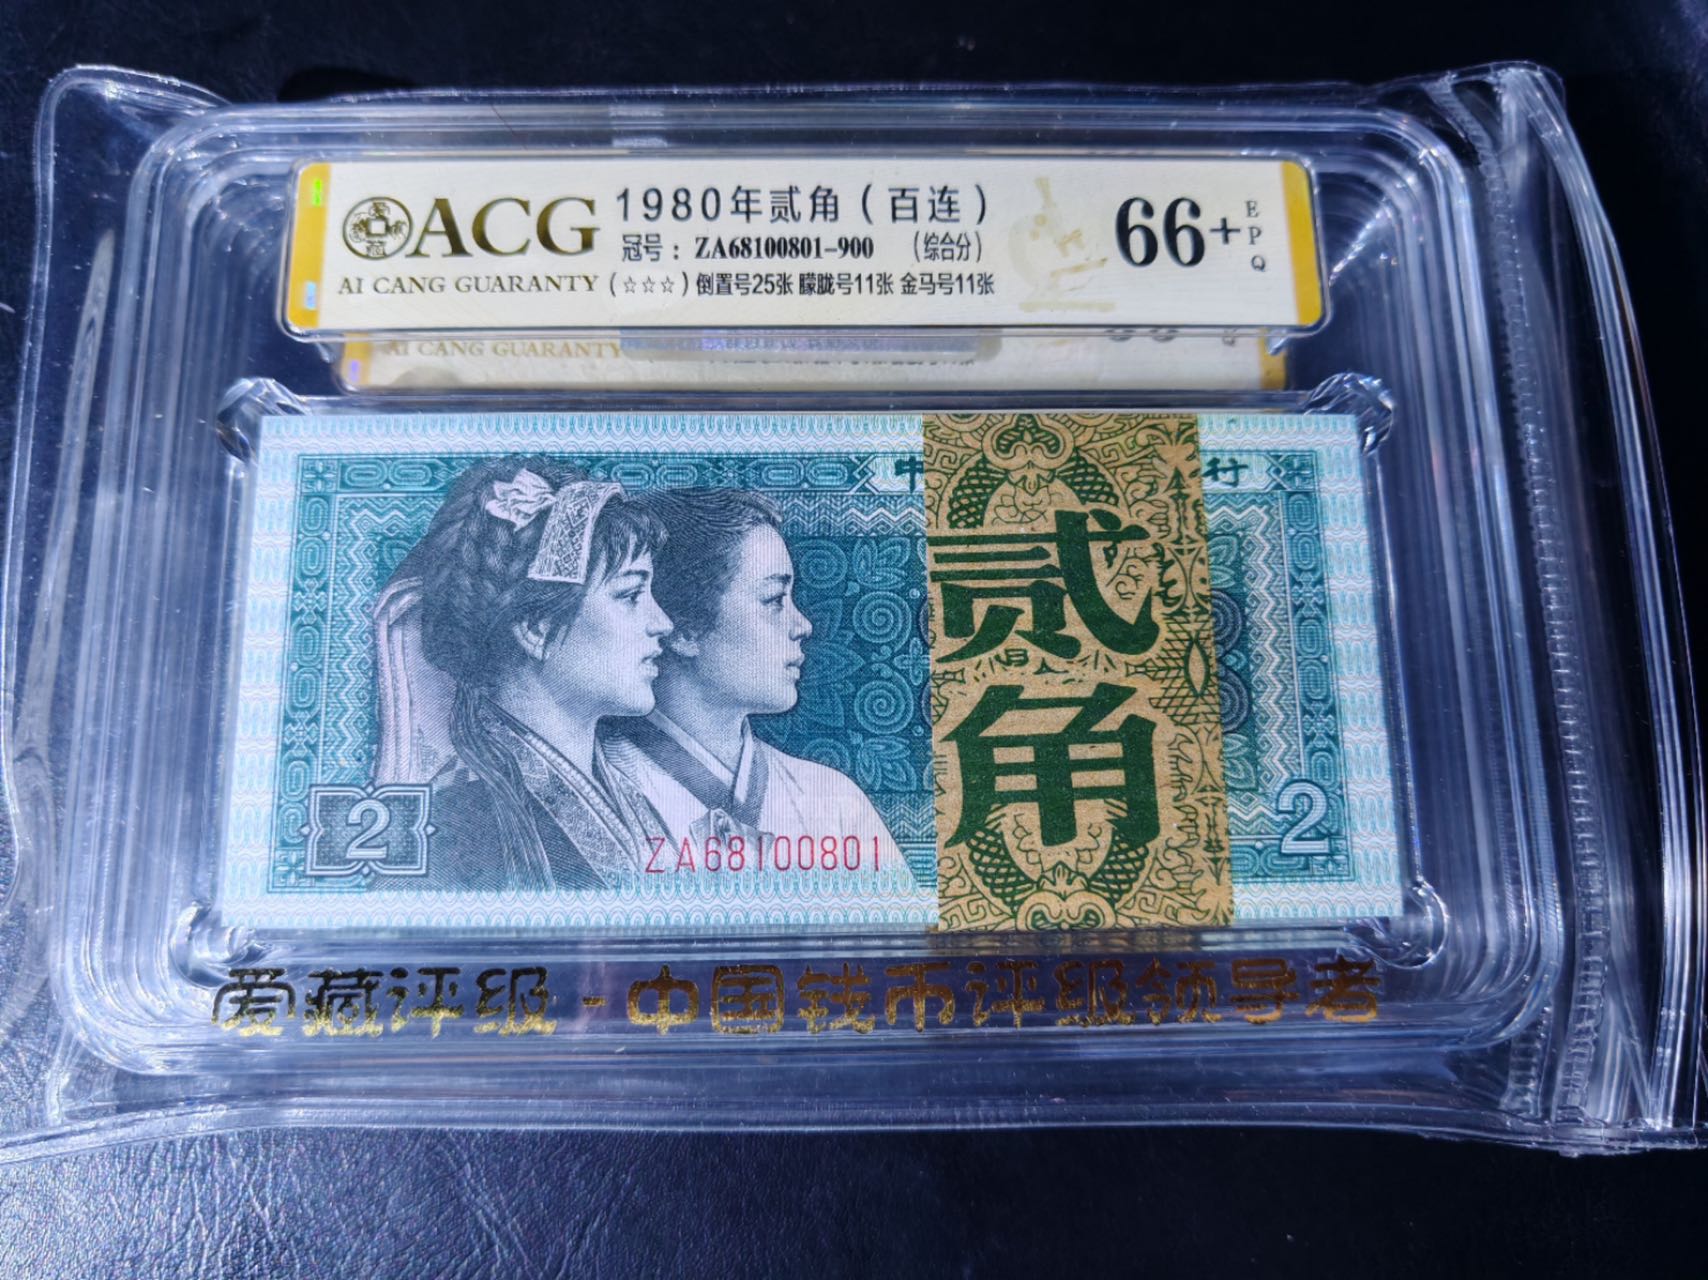 ACG
AI CANG GUARANTY
1980年贰角（百连）
冠号：ZA68100801-900 （综合分）
(☆☆☆) 倒置号25张 朦胧号11张 金马号11张
66+
EPQ
AI CANG GUARANTY
中
行
贰角
2
ZA68100801
2
爱藏评级 - 中国钱币评级领导者